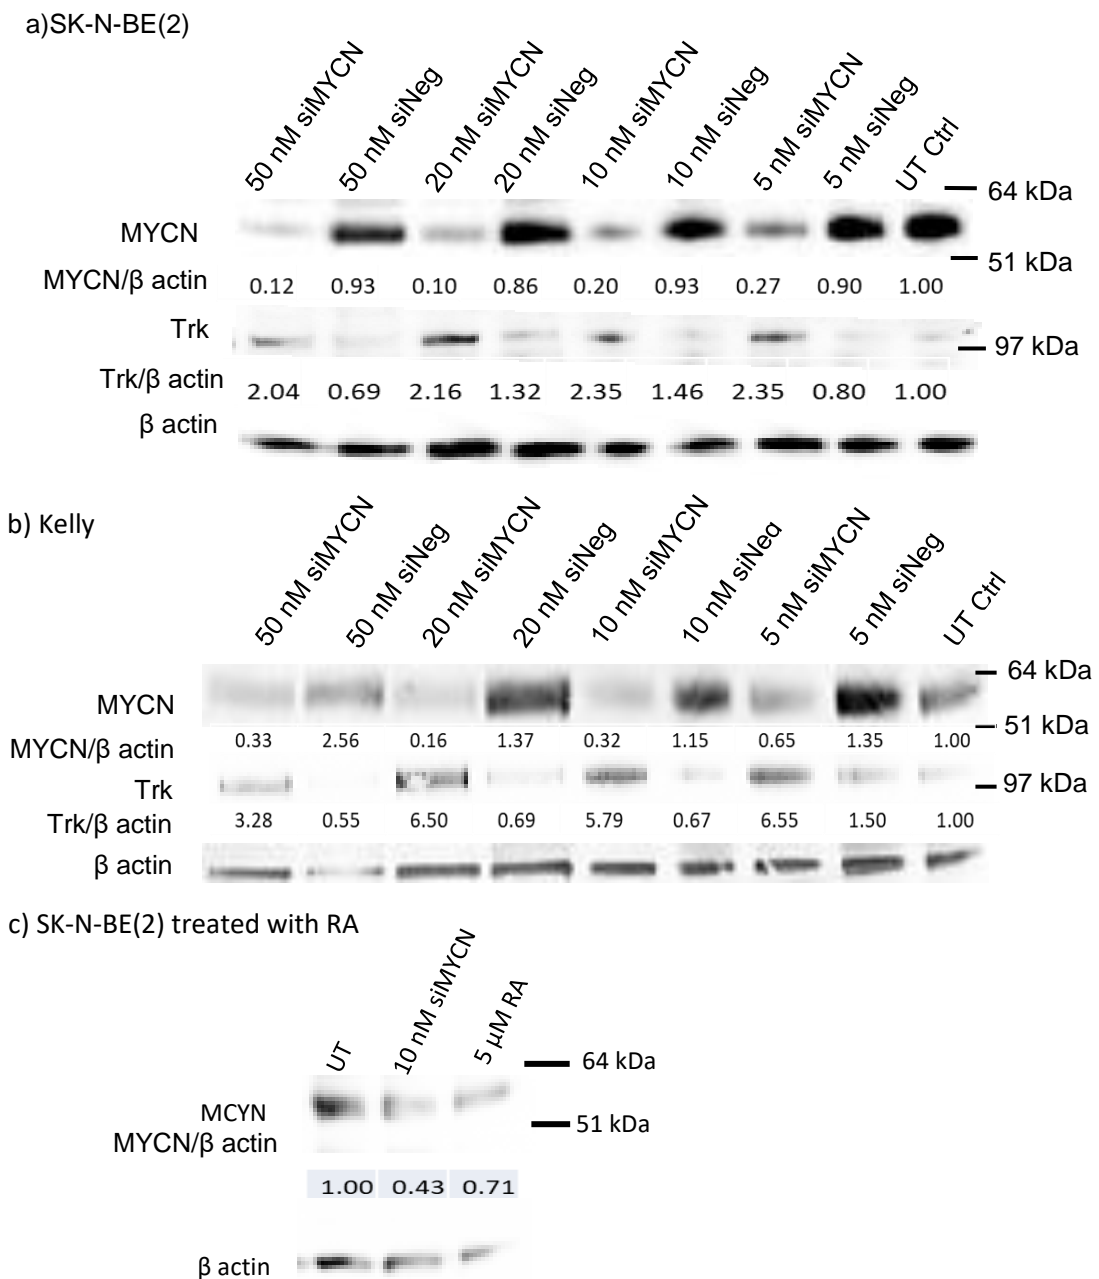 a)SK-N-BE(2)
50 nM siMYCN 50 nM siNeg 20 nM siMYCN 20 nM siNeg 10 nM siMYCN 10 nM siNeg 5 nM siMYCN 5 nM siNeg UT Ctrl
64 kDa
MYCN
51 kDa
MYCN/β actin 0.12 0.93 0.10 0.86 0.20 0.93 0.27 0.90 1.00
Trk
97 kDa
Trk/β actin 2.04 0.69 2.16 1.32 2.35 1.46 2.35 0.80 1.00
β actin
b) Kelly
50 nM siMYCN 50 nM siNeg 20 nM siMYCN 20 nM siNeg 10 nM siMYCN 10 nM siNeg 5 nM siMYCN 5 nM siNeg UT Ctrl
64 kDa
MYCN
51 kDa
MYCN/β actin 0.33 2.56 0.16 1.37 0.32 1.15 0.65 1.35 1.00
Trk
97 kDa
Trk/β actin 3.28 0.55 6.50 0.69 5.79 0.67 6.55 1.50 1.00
β actin
c) SK-N-BE(2) treated with RA
UT 10 nM siMYCN 5 μM RA
64 kDa
MCYN
51 kDa
MYCN/β actin
1.00 0.43 0.71
β actin